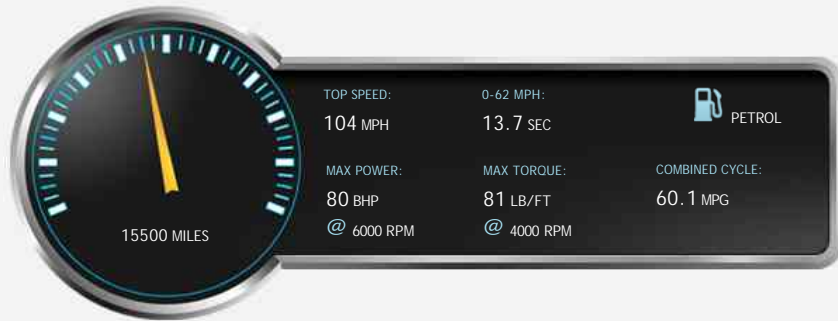 TOP SPEED:
104 MPH
0-62 MPH:
13.7 SEC
PETROL
MAX POWER:
80 BHP
@ 6000 RPM
MAX TORQUE:
81 LB/FT
@ 4000 RPM
COMBINED CYCLE:
60.1 MPG
15500 MILES